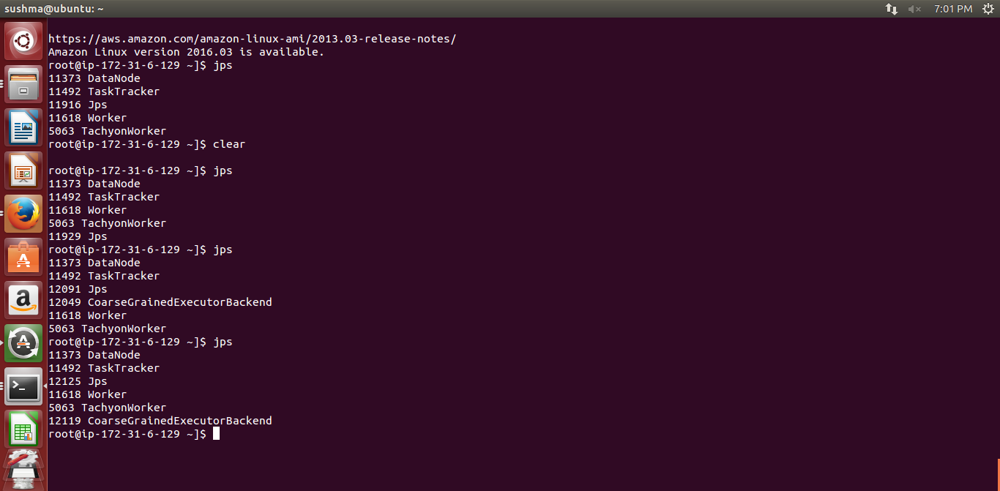 sushma@ubuntu: ~
7:01 PM
https://aws.amazon.com/amazon-linux-ami/2013.03-release-notes/
Amazon Linux version 2016.03 is available.
root@ip-172-31-6-129 ~]$ jps
11373 DataNode
11492 TaskTracker
11916 Jps
11618 Worker
5063 TachyonWorker
root@ip-172-31-6-129 ~]$ clear
root@ip-172-31-6-129 ~]$ jps
11373 DataNode
11492 TaskTracker
11618 Worker
5063 TachyonWorker
11929 Jps
root@ip-172-31-6-129 ~]$ jps
11373 DataNode
11492 TaskTracker
12091 Jps
12049 CoarseGrainedExecutorBackend
11618 Worker
5063 TachyonWorker
root@ip-172-31-6-129 ~]$ jps
11373 DataNode
11492 TaskTracker
12125 Jps
11618 Worker
5063 TachyonWorker
12119 CoarseGrainedExecutorBackend
root@ip-172-31-6-129 ~]$